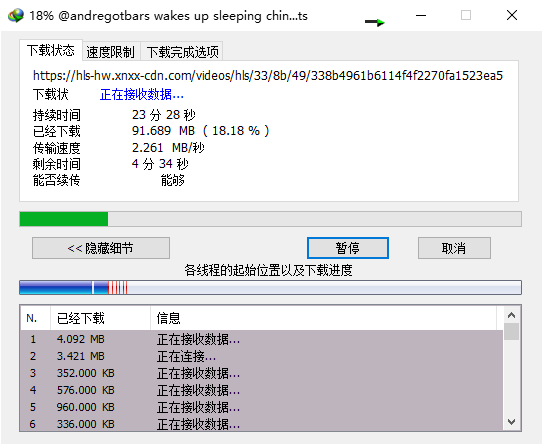 18% @andregotbars wakes up sleeping chin...ts
下载状态 速度限制 下载完成选项
https://hls-hw.xnxx-cdn.com/videos/hls/33/8b/49/338b4961b6114f4f2270fa1523ea5
下载状 正在接收数据...
持续时间 23 分 28 秒
已经下载 91.689 MB ( 18.18 % )
传输速度 2.261 MB/秒
剩余时间 4 分 34 秒
能否续传 能够
<< 隐藏细节 暂停 取消
各线程的起始位置以及下载进度
N. 已经下载 信息
1 4.092 MB 正在接收数据...
2 3.421 MB 正在连接...
3 352.000 KB 正在接收数据...
4 576.000 KB 正在接收数据...
5 960.000 KB 正在接收数据...
6 336.000 KB 正在接收数据...